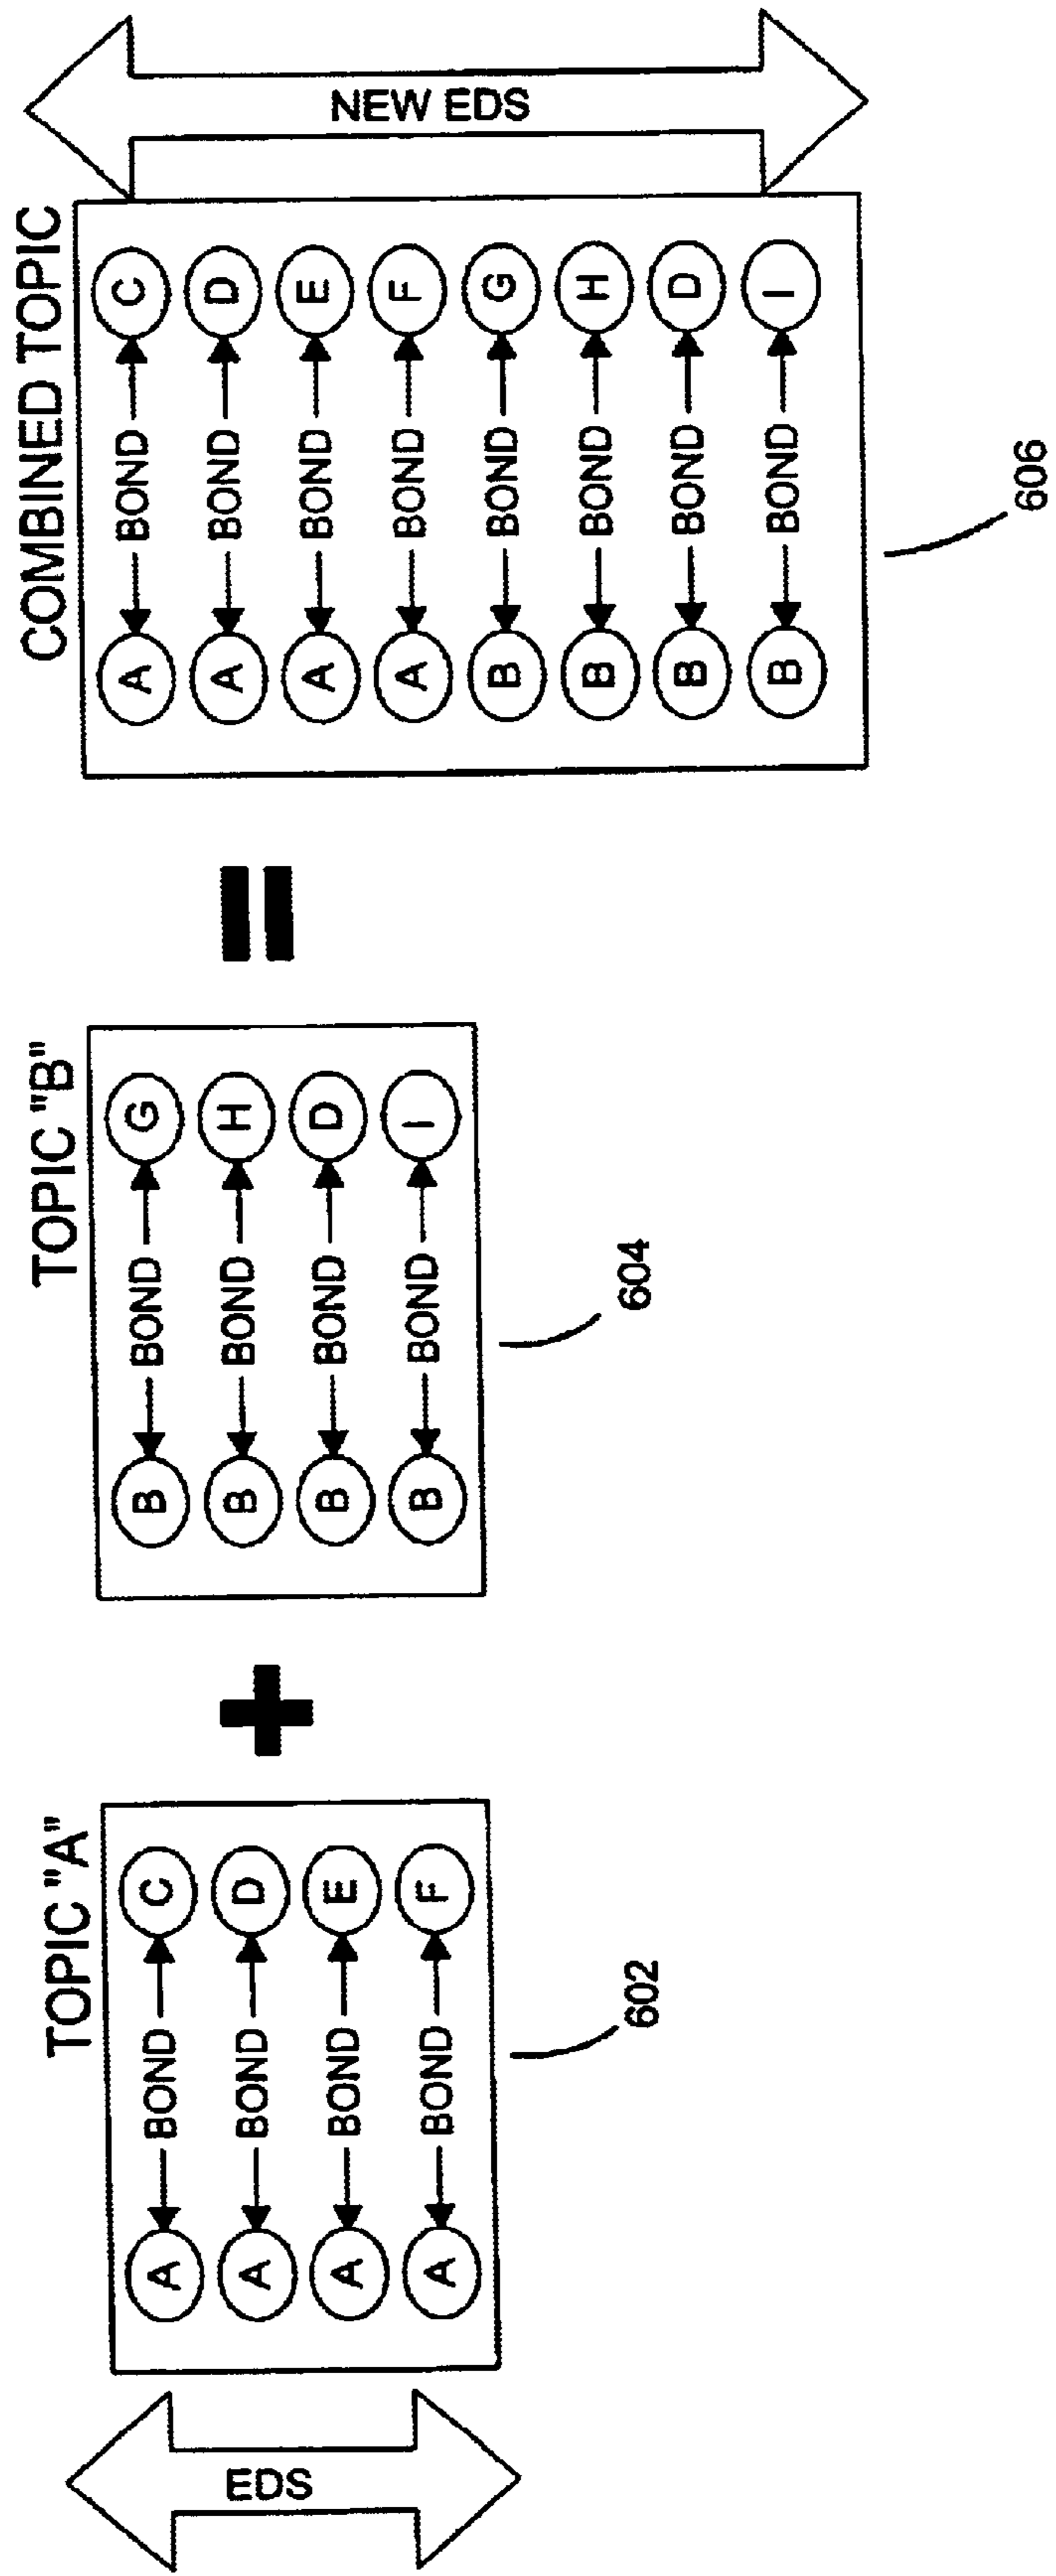 EDS
TOPIC "A"
A BOND C
A BOND D
A BOND E
A BOND F
602
TOPIC "B"
B BOND G
B BOND H
B BOND D
B BOND I
604
COMBINED TOPIC
A BOND C
A BOND D
A BOND E
A BOND F
B BOND G
B BOND H
B BOND D
B BOND I
606
NEW EDS